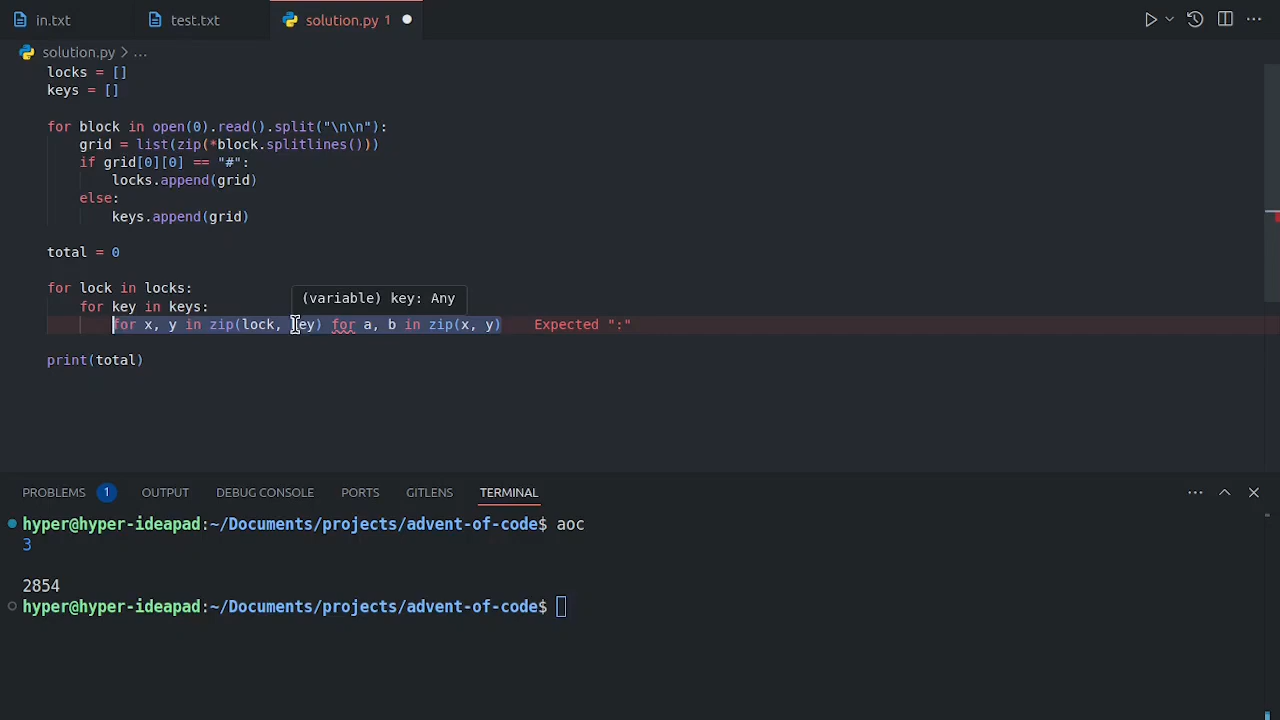 in.txt test.txt solution.py 1
solution.py > ...
locks = []
keys = []
for block in open(0).read().split("\n\n"):
grid = list(zip(*block.splitlines()))
if grid[0][0] == "#":
locks.append(grid)
else:
keys.append(grid)
total = 0
for lock in locks:
for key in keys:
(variable) key: Any
for x, y in zip(lock, key) for a, b in zip(x, y) Expected ":"
print(total)
PROBLEMS 1 OUTPUT DEBUG CONSOLE PORTS GITLENS TERMINAL
hyper@hyper-ideapad:~/Documents/projects/advent-of-code$ aoc
3
2854
hyper@hyper-ideapad:~/Documents/projects/advent-of-code$